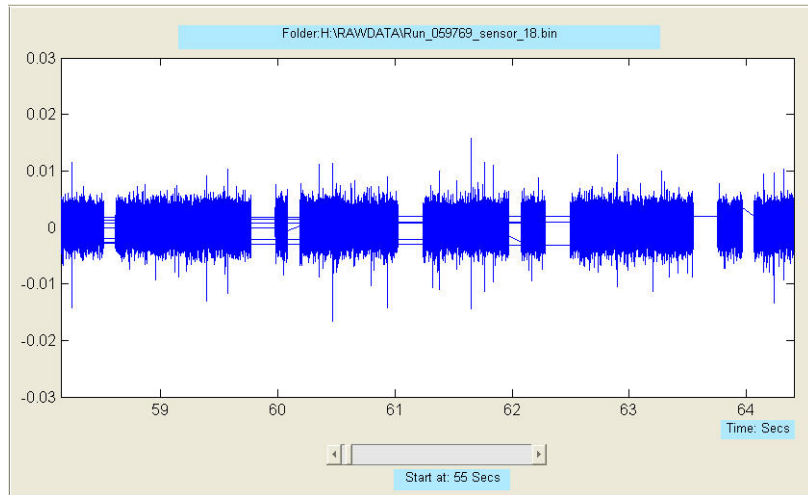 Folder:H:\RAWDATA\Run_059769_sensor_18.bin
0.03
0.02
0.01
0
-0.01
-0.02
-0.03
59 60 61 62 63 64
Time: Secs
Start at: 55 Secs